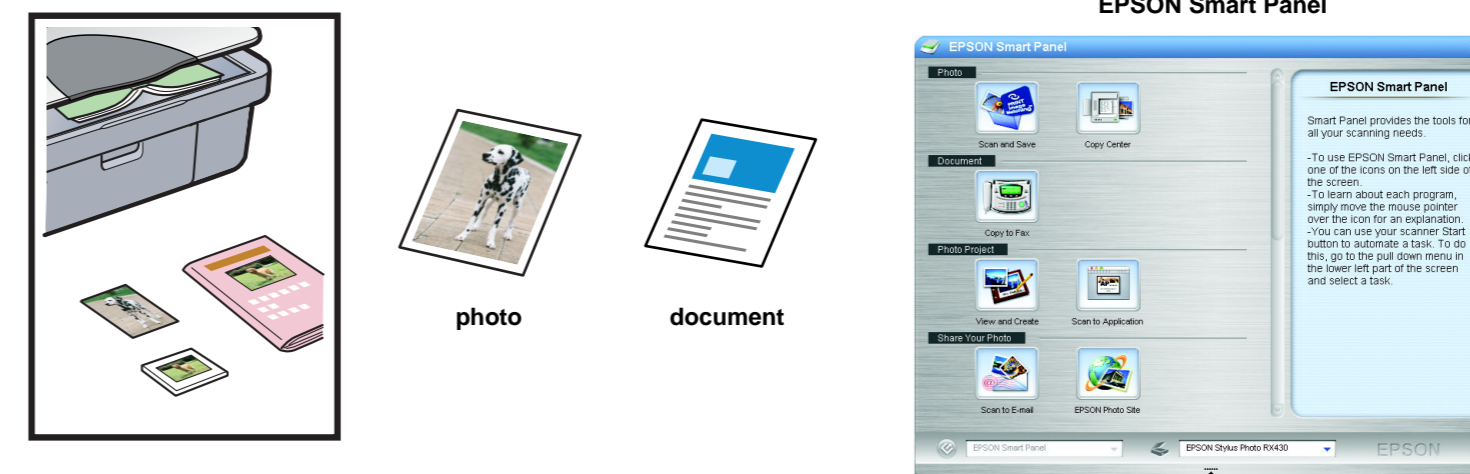 EPSON Smart Panel
EPSON Smart Panel
Photo
Scan and Save
Copy Center
Document
Copy to Fax
Photo Project
View and Create
Scan to Application
Share Your Photo
Scan to E-mail
EPSON Photo Site
EPSON Smart Panel
Smart Panel provides the tools for
all your scanning needs.
-To use EPSON Smart Panel, click
one of the icons on the left side of
the screen.
-To learn about each program,
simply move the mouse pointer
over the icon for an explanation.
-You can use your scanner Start
button to automate a task. To do
this, go to the pull down menu in
the lower left part of the screen
and select a task.
EPSON Smart Panel
EPSON Stylus Photo RX430
EPSON
photo
document